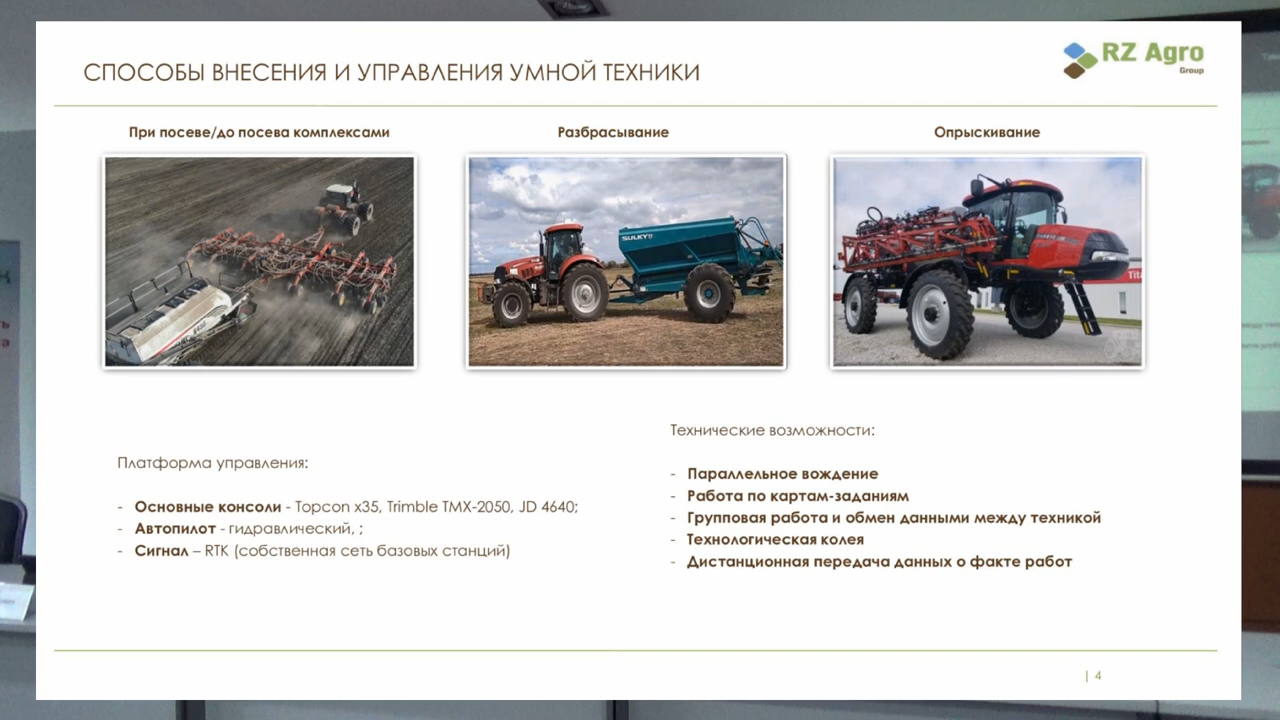 СПОСОБЫ ВНЕСЕНИЯ И УПРАВЛЕНИЯ УМНОЙ ТЕХНИКИ
RZ Agro
Group
При посеве/до посева комплексами
Разбрасывание
Опрыскивание
SULKY
Платформа управления:
- Основные консоли - Topcon x35, Trimble TMX-2050, JD 4640;
- Автопилот - гидравлический, ;
- Сигнал – RTK (собственная сеть базовых станций)
Технические возможности:
- Параллельное вождение
- Работа по картам-заданиям
- Групповая работа и обмен данными между техникой
- Технологическая колея
- Дистанционная передача данных о факте работ
| 4